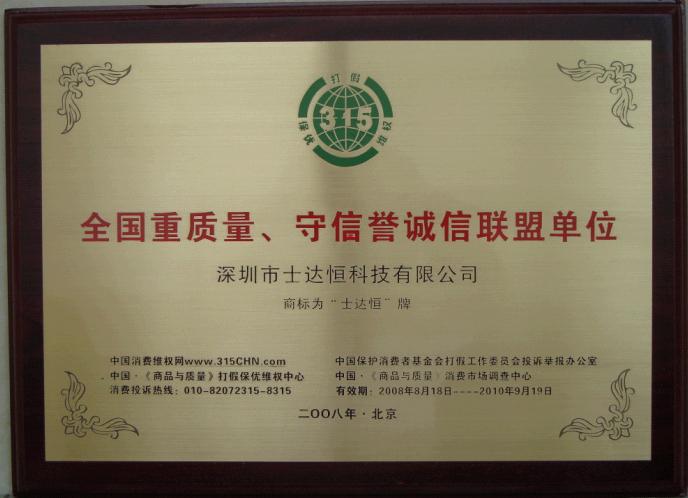 打假
315
保优
维权
全国重质量、守信誉诚信联盟单位
深圳市士达恒科技有限公司
商标为“士达恒”牌
中国消费维权网www.315CHN.com
中国·《商品与质量》打假保优维权中心
消费投诉热线：010-82072315-8315
中国保护消费者基金会打假工作委员会投诉举报办公室
中国·《商品与质量》消费市场调查中心
有效期：2008年8月18日----2010年9月19日
二〇〇八年·北京